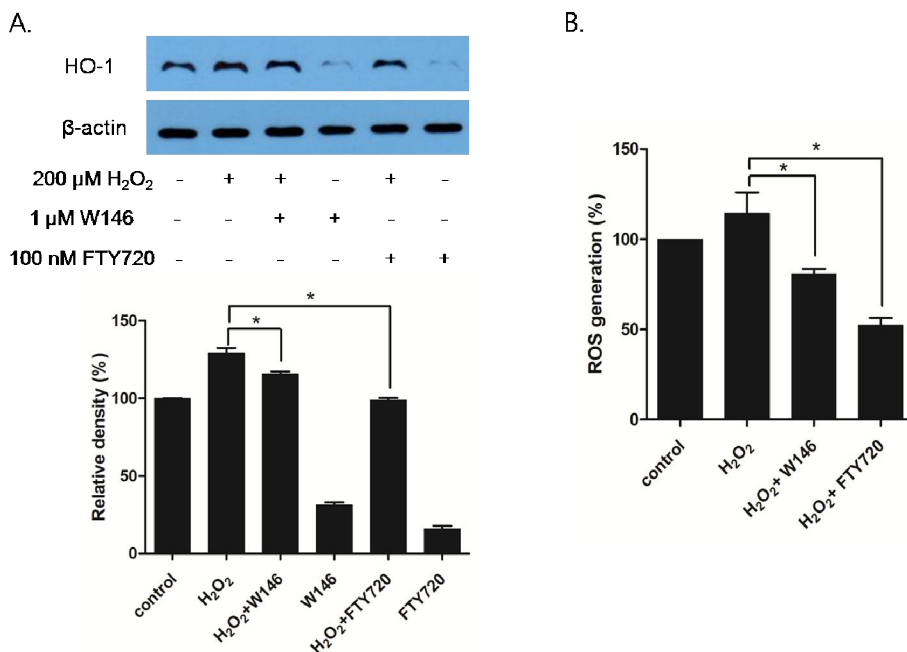 A.
HO-1
β-actin
200 μM H₂O₂ - + + - + -
1 μM W146 - - + + - -
100 nM FTY720 - - - - + +
Relative density (%)
150
100
50
0
*
*
control
H₂O₂
H₂O₂+W146
W146
H₂O₂+FTY720
FTY720
B.
ROS generation (%)
150
100
50
0
*
*
control
H₂O₂
H₂O₂+ W146
H₂O₂+ FTY720